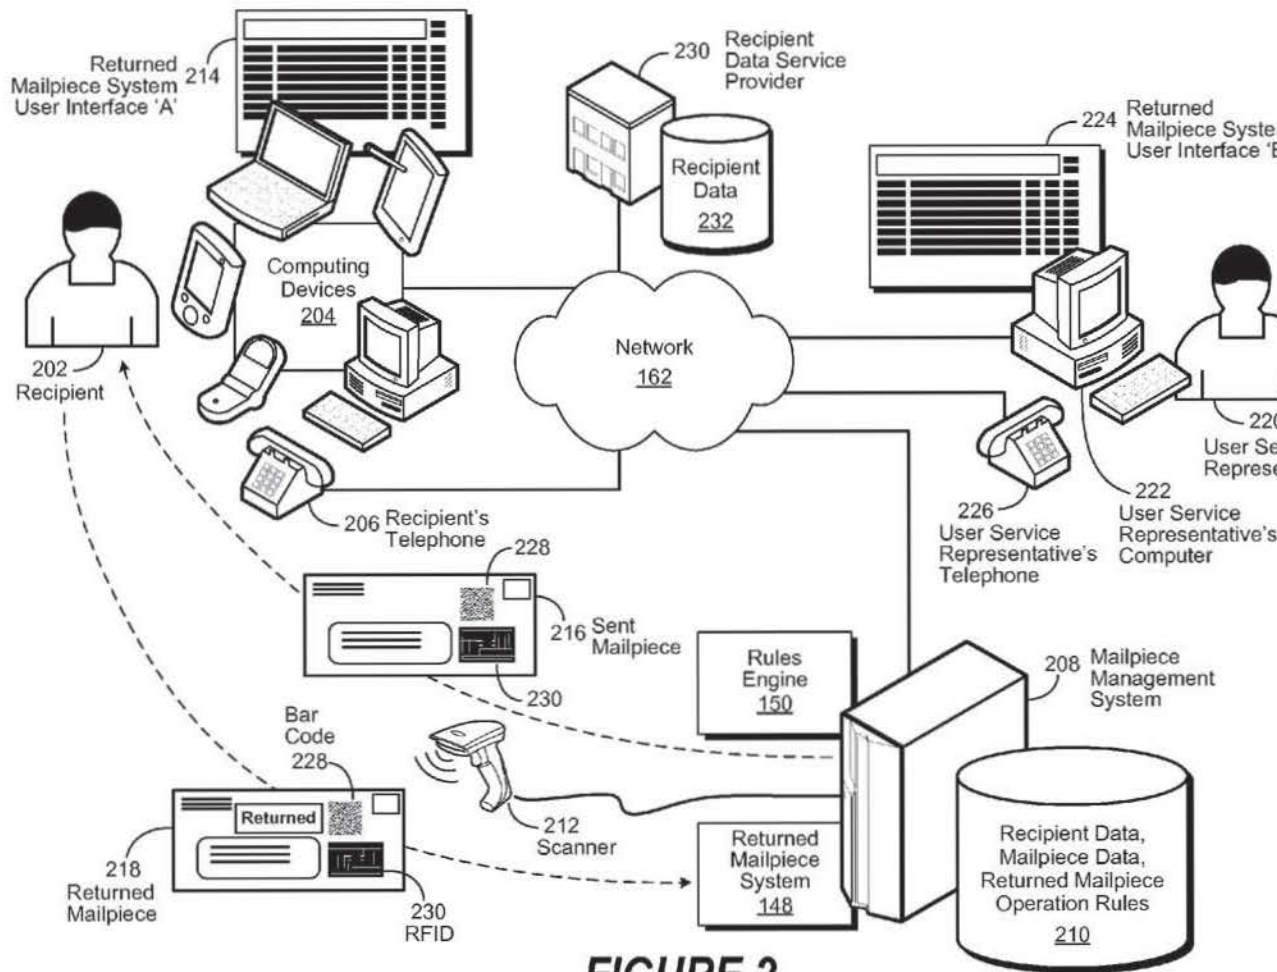 Returned
Mailpiece System
User Interface 'A'
214
230
Recipient
Data Service
Provider
Recipient
Data
232
224
Returned
Mailpiece
User Interface
Computing
Devices
204
202
Recipient
Network
162
206
Recipient's
Telephone
226
User Service
Representative's
Telephone
222
User Service
Representative's
Computer
User
228
216
Sent
Mailpiece
230
Rules
Engine
150
208
Mailpiece
Management
System
Bar
Code
228
Returned
218
Returned
Mailpiece
230
RFID
212
Scanner
Returned
Mailpiece
System
148
Recipient Data,
Mailpiece Data,
Returned Mailpiece
Operation Rules
210
FIGURE 2